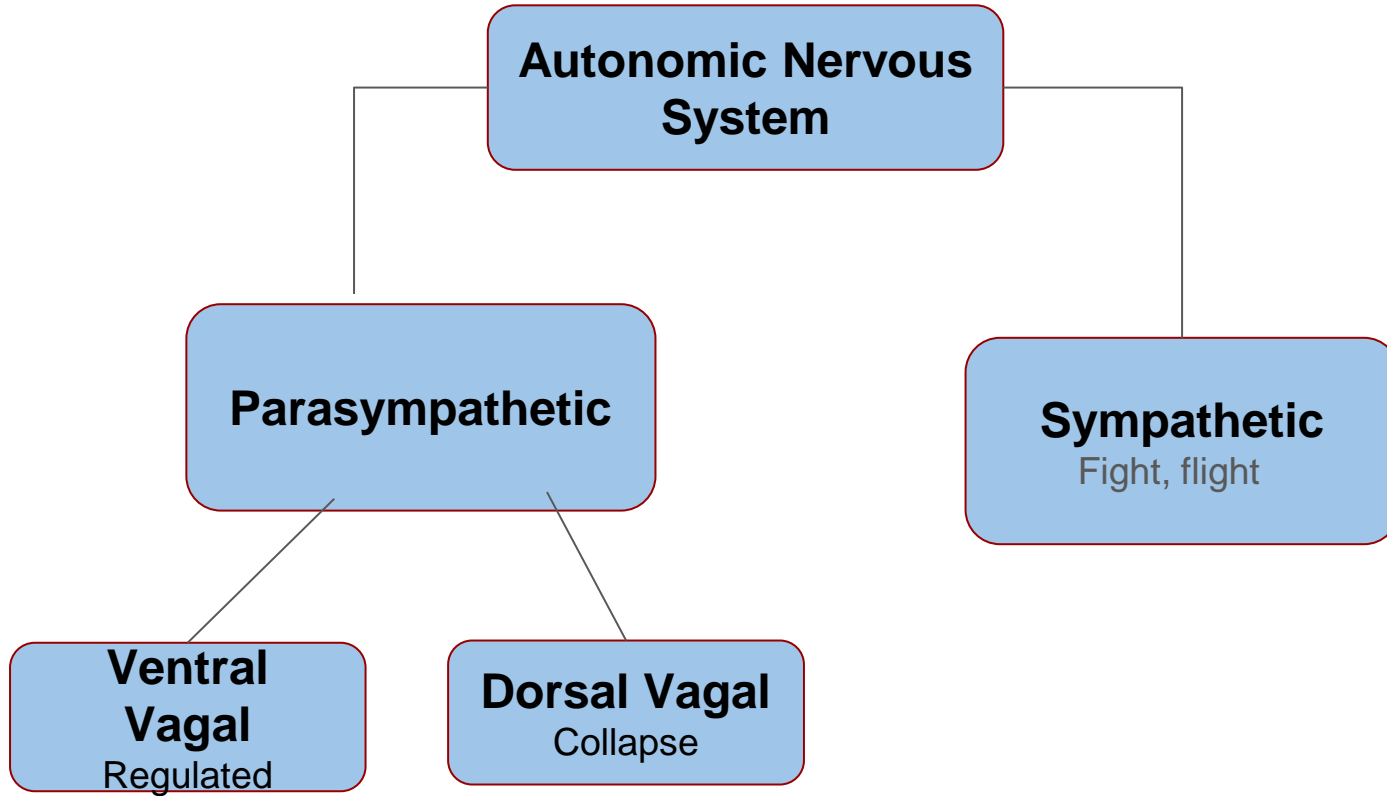 Autonomic Nervous
System
Parasympathetic
Sympathetic
Fight, flight
Ventral
Vagal
Regulated
Dorsal Vagal
Collapse